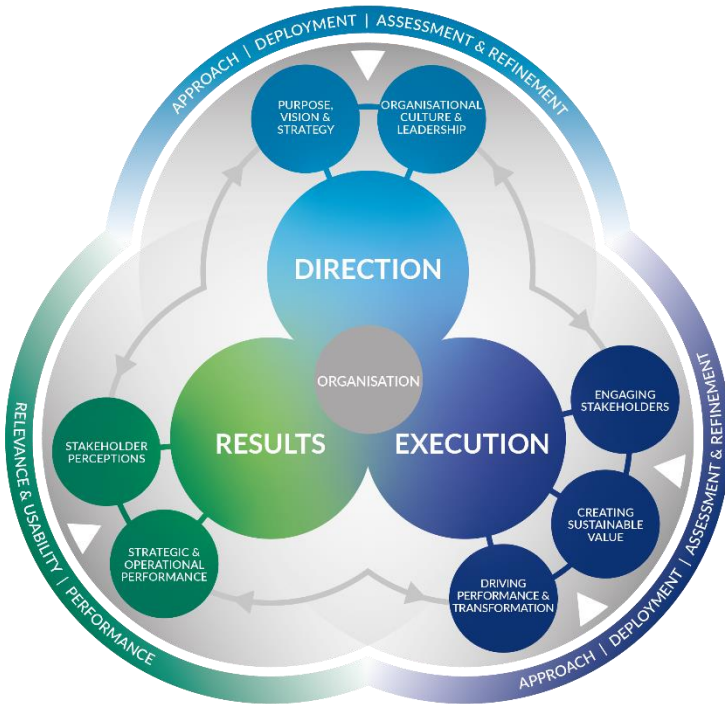 APPROACH | DEPLOYMENT | ASSESSMENT & REFINEMENT
PURPOSE,
VISION &
STRATEGY
ORGANISATIONAL
CULTURE &
LEADERSHIP
DIRECTION
ORGANISATION
RESULTS
EXECUTION
STAKEHOLDER
PERCEPTIONS
STRATEGIC &
OPERATIONAL
PERFORMANCE
ENGAGING
STAKEHOLDERS
CREATING
SUSTAINABLE
VALUE
DRIVING
PERFORMANCE &
TRANSFORMATION
RELEVANCE & USABILITY | PERFORMANCE
APPROACH | DEPLOYMENT | ASSESSMENT & REFINEMENT